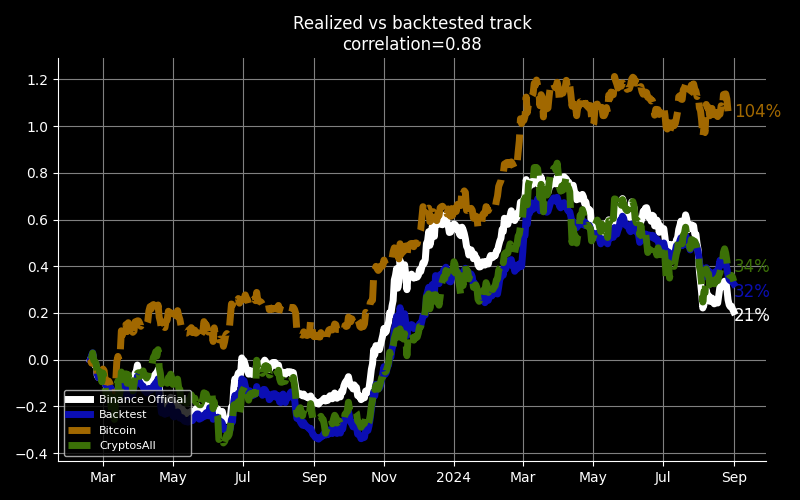 Realized vs backtested track
correlation=0.88
1.2
1.0
0.8
0.6
0.4
0.2
0.0
−0.2
−0.4
104%
34%
32%
21%
Binance Official
Backtest
Bitcoin
CryptosAll
Mar May Jul Sep Nov 2024 Mar May Jul Sep